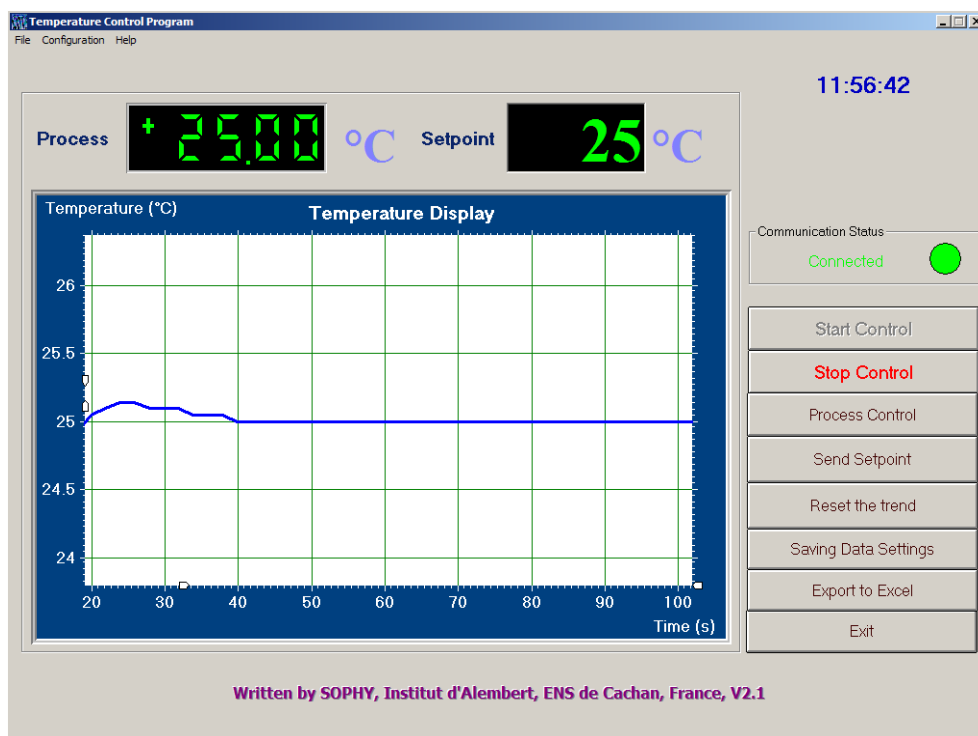 Temperature Control Program
File Configuration Help
11:56:42
Process +25.00 °C Setpoint 25 °C
Temperature (°C)
Temperature Display
26
25.5
25
24.5
24
20 30 40 50 60 70 80 90 100
Time (s)
Communication Status
Connected
Start Control
Stop Control
Process Control
Send Setpoint
Reset the trend
Saving Data Settings
Export to Excel
Exit
Written by SOPHY, Institut d'Alembert, ENS de Cachan, France, V2.1